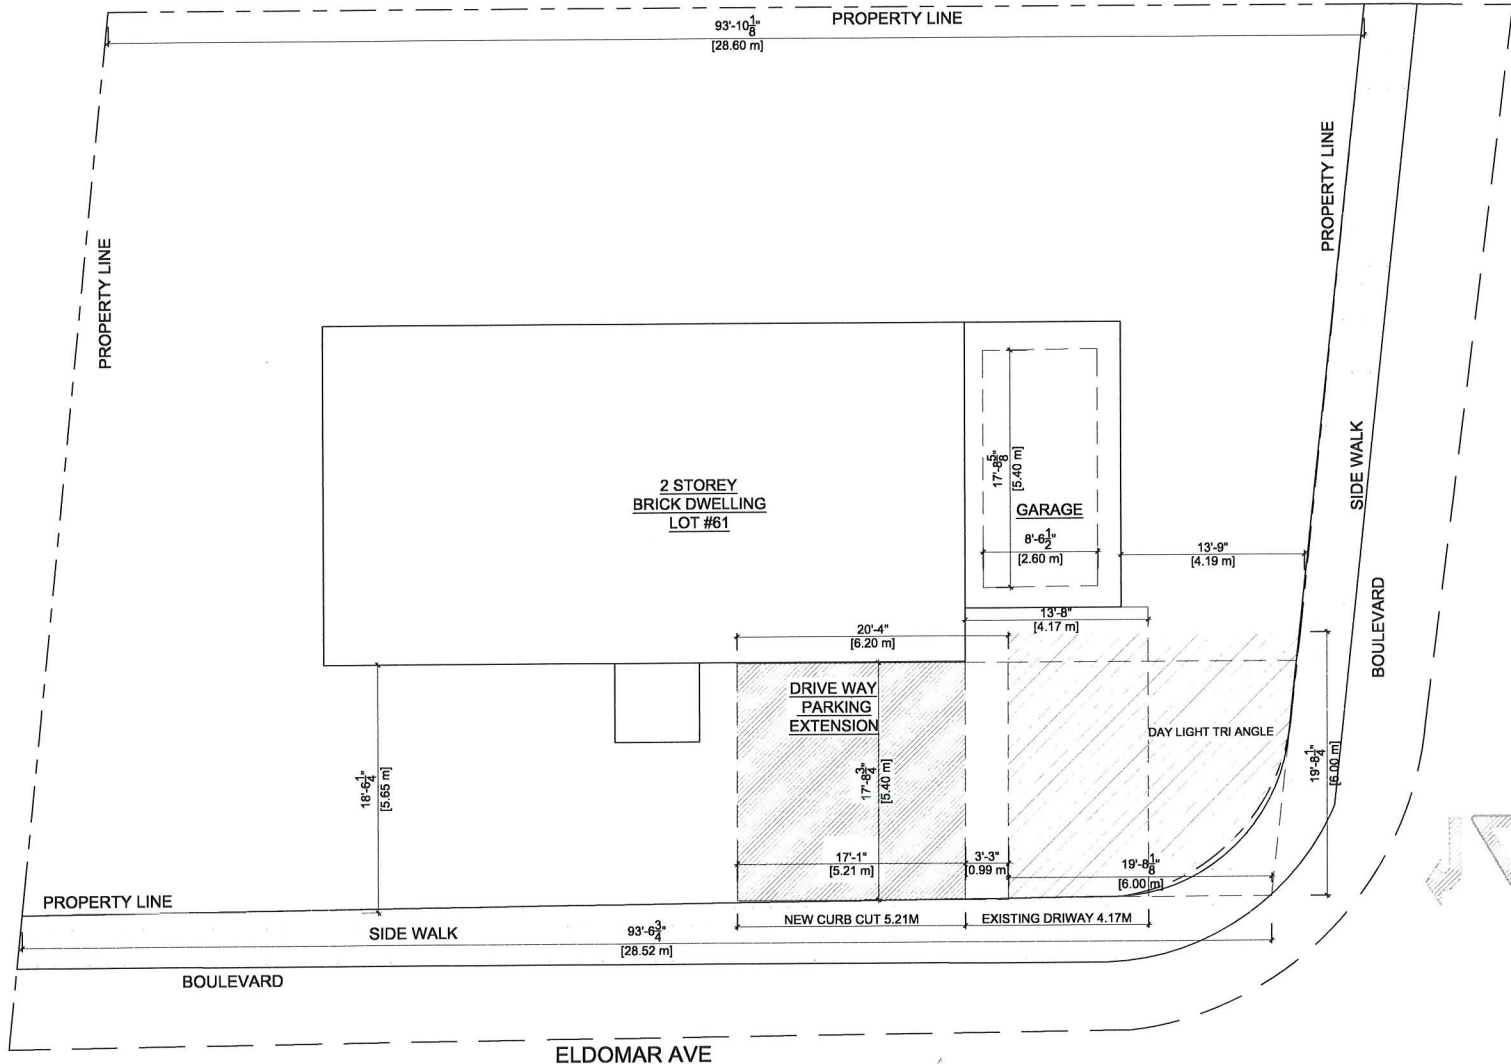 PROPERTY LINE
93'-10 1/8"
[28.60 m]
PROPERTY LINE
PROPERTY LINE
SIDE WALK
BOULEVARD
2 STOREY
BRICK DWELLING
LOT #61
17'-8 5/8"
[5.40 m]
GARAGE
8'-6 1/2"
[2.60 m]
13'-9"
[4.19 m]
13'-8"
[4.17 m]
20'-4"
[6.20 m]
DRIVE WAY
PARKING
EXTENSION
DAY LIGHT TRI ANGLE
18'-6 1/4"
[5.65 m]
17'-8 3/4"
[5.40 m]
19'-8 1/4"
[6.00 m]
17'-1"
[5.21 m]
3'-3"
[0.99 m]
19'-8 1/8"
[6.00 m]
PROPERTY LINE
NEW CURB CUT 5.21M
EXISTING DRIWAY 4.17M
SIDE WALK
93'-6 3/4"
[28.52 m]
BOULEVARD
ELDOMAR AVE